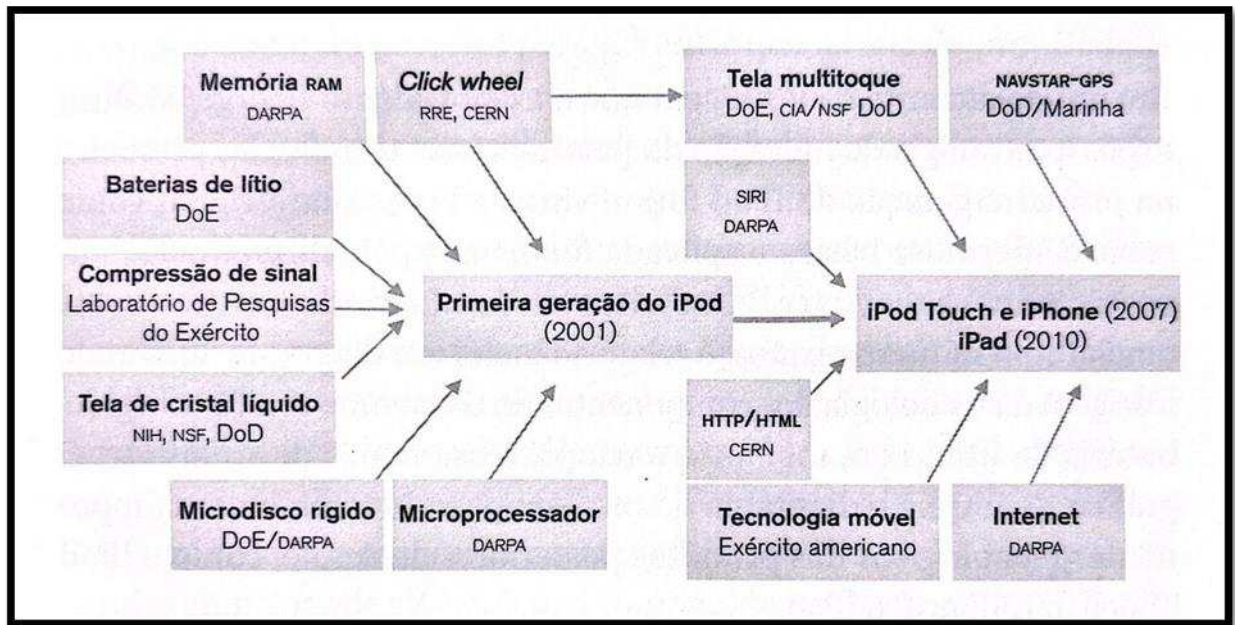 Memória RAM
DARPA
Click wheel
RRE, CERN
Tela multitoque
DoE, CIA/NSF DoD
NAVSTAR-GPS
DoD/Marinha
Baterias de lítio
DoE
SIRI
DARPA
Compressão de sinal
Laboratório de Pesquisas
do Exército
Primeira geração do iPod
(2001)
iPod Touch e iPhone (2007)
iPad (2010)
Tela de cristal líquido
NIH, NSF, DoD
HTTP/HTML
CERN
Microdisco rígido
DoE/DARPA
Microprocessador
DARPA
Tecnologia móvel
Exército americano
Internet
DARPA